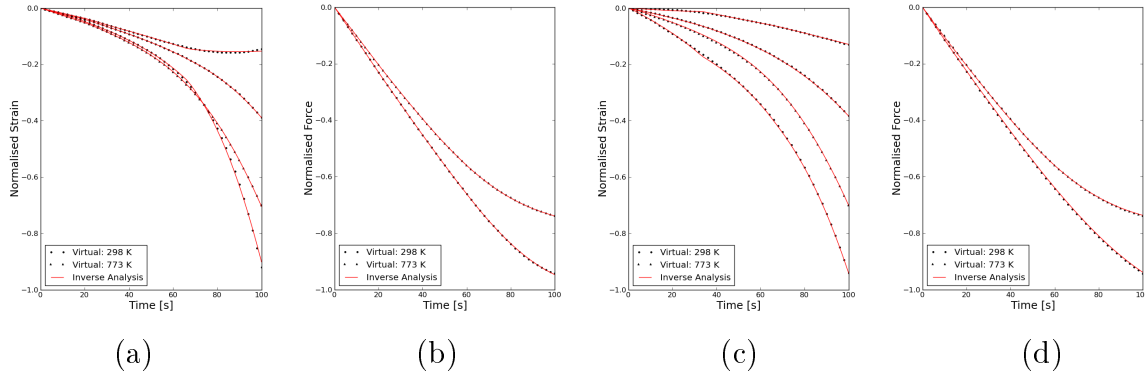 Normalised Strain
0.0
−0.2
−0.4
−0.6
−0.8
−1.0
0 20 40 60 80 100
Time [s]
Virtual: 298 K
Virtual: 773 K
Inverse Analysis
(a)
Normalised Force
0.0
−0.2
−0.4
−0.6
−0.8
−1.0
0 20 40 60 80 100
Time [s]
Virtual: 298 K
Virtual: 773 K
Inverse Analysis
(b)
Normalised Strain
0.0
−0.2
−0.4
−0.6
−0.8
−1.0
0 20 40 60 80 100
Time [s]
Virtual: 298 K
Virtual: 773 K
Inverse Analysis
(c)
Normalised Force
0.0
−0.2
−0.4
−0.6
−0.8
−1.0
0 20 40 60 80 100
Time [s]
Virtual: 298 K
Virtual: 773 K
Inverse Analysis
(d)